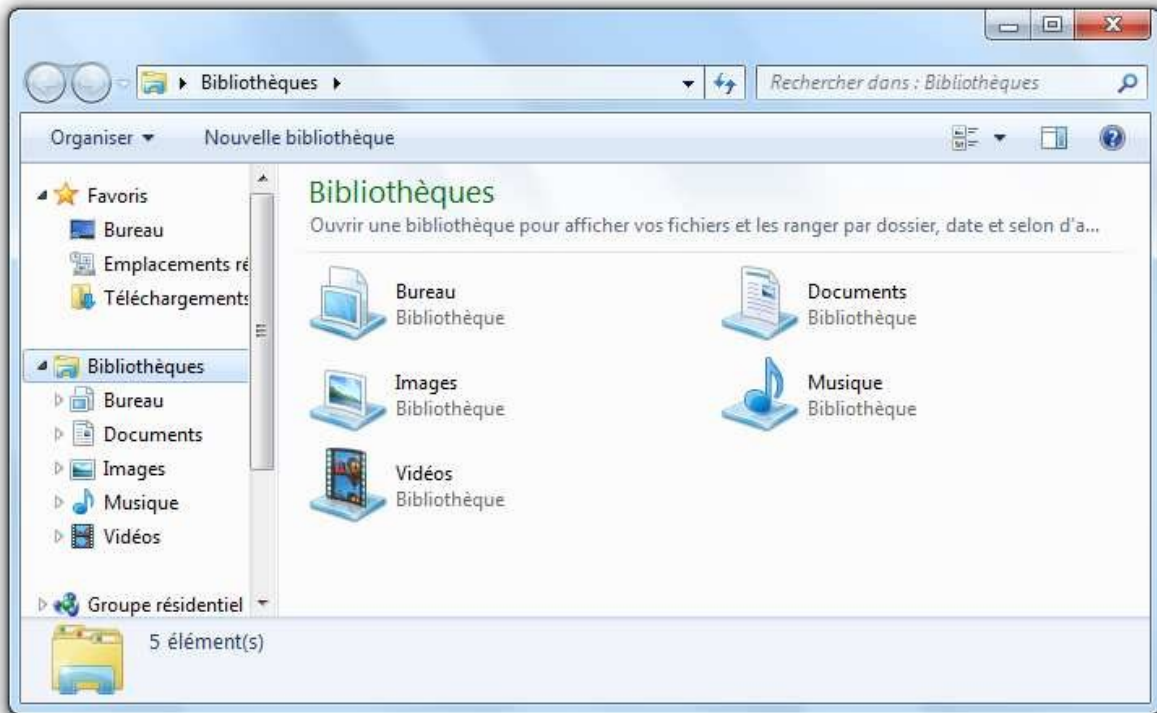 Bibliothèques
Rechercher dans : Bibliothèques
Organiser
Nouvelle bibliothèque
Favoris
Bureau
Emplacements ré
Téléchargements
Bibliothèques
Bureau
Documents
Images
Musique
Vidéos
Groupe résidentiel
Bibliothèques
Ouvrir une bibliothèque pour afficher vos fichiers et les ranger par dossier, date et selon d'a...
Bureau
Bibliothèque
Documents
Bibliothèque
Images
Bibliothèque
Musique
Bibliothèque
Vidéos
Bibliothèque
5 élément(s)